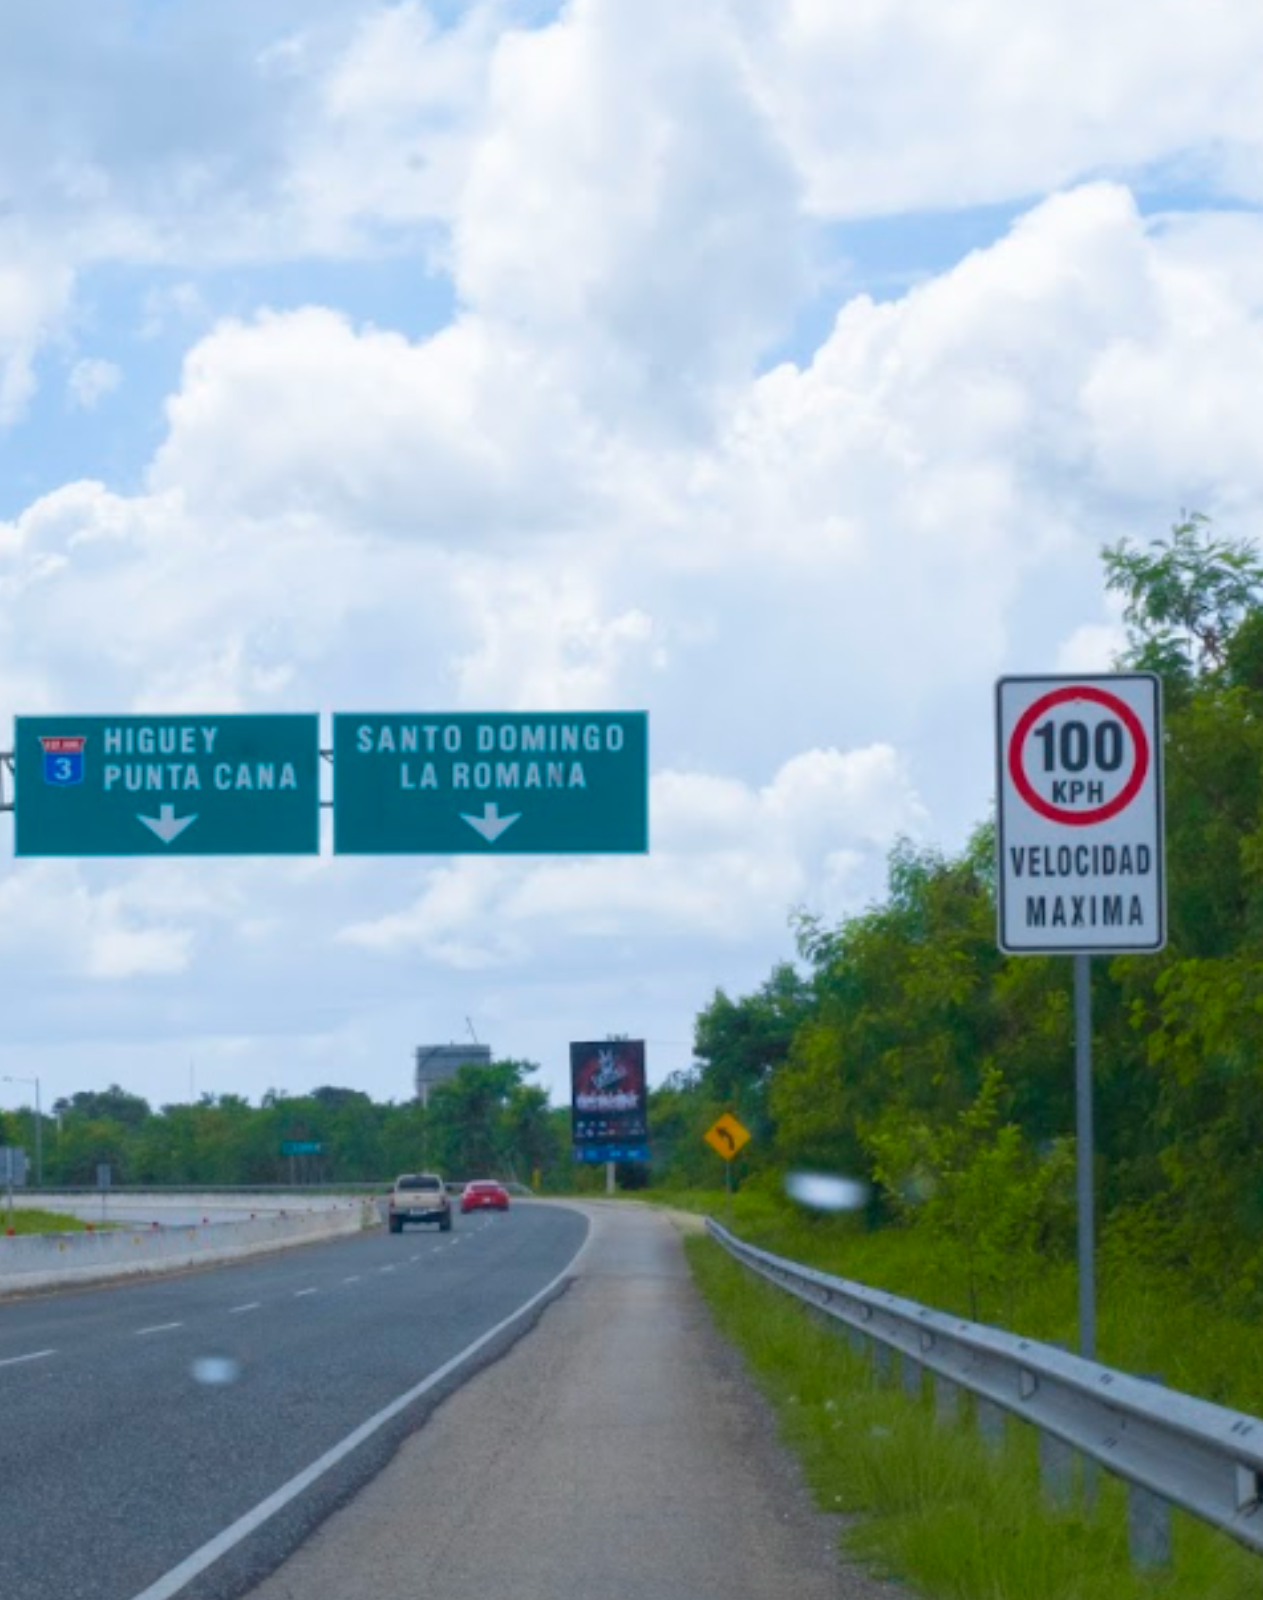 HIGUEY
PUNTA CANA
3
SANTO DOMINGO
LA ROMANA
100
KPH
VELOCIDAD
MAXIMA